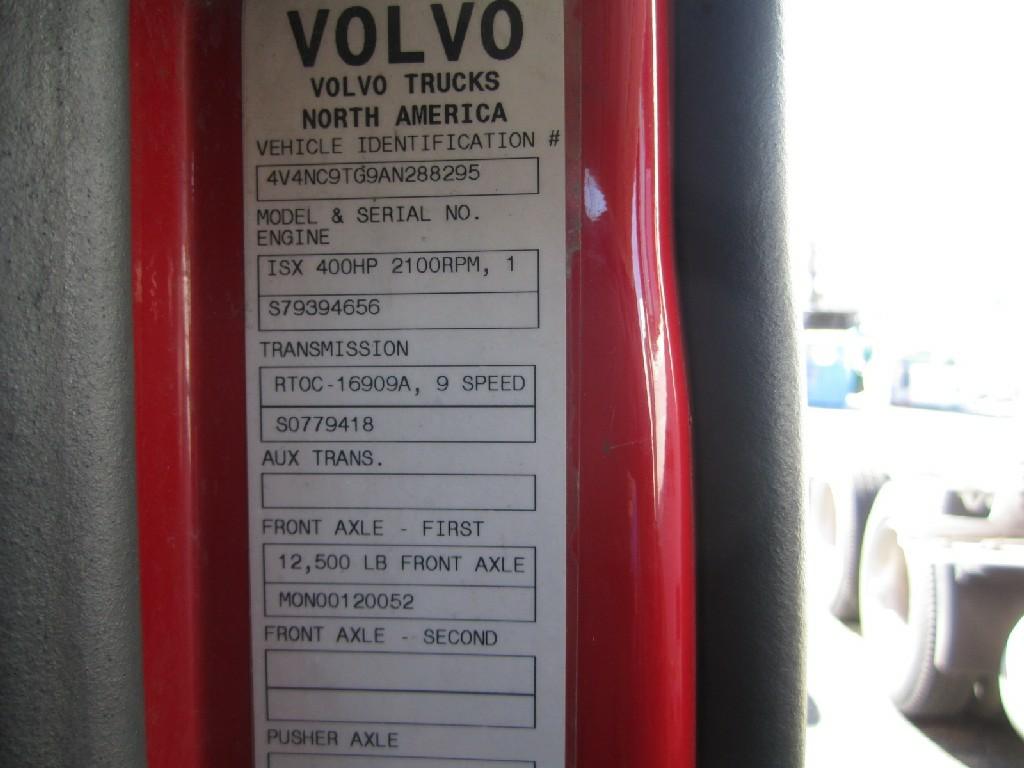 VOLVO
VOLVO TRUCKS
NORTH AMERICA
VEHICLE IDENTIFICATION #
4V4NC9TG9AN288295
MODEL & SERIAL NO.
ENGINE
ISX 400HP 2100RPM, 1
S79394656
TRANSMISSION
RTOC-16909A, 9 SPEED
S0779418
AUX TRANS.
FRONT AXLE - FIRST
12,500 LB FRONT AXLE
MON00120052
FRONT AXLE - SECOND
PUSHER AXLE